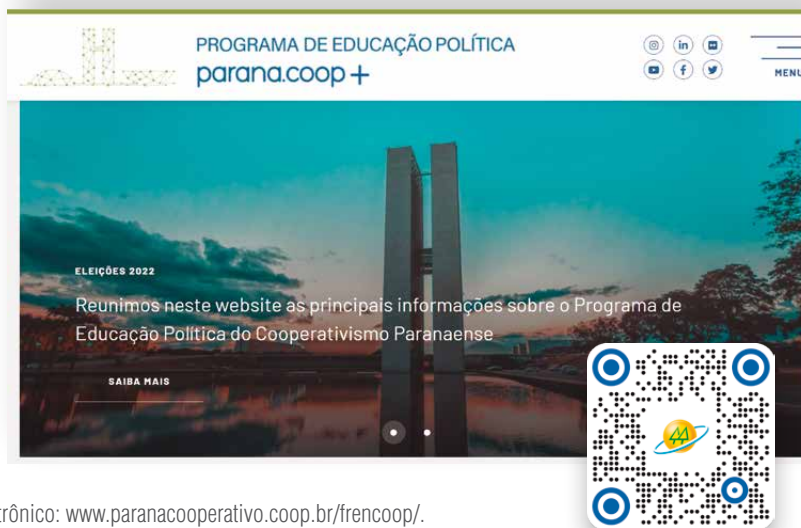 PROGRAMA DE EDUCAÇÃO POLÍTICA
parana.coop +
MENU
ELEIÇÕES 2022
Reunimos neste website as principais informações sobre o Programa de
Educação Política do Cooperativismo Paranaense
SAIBA MAIS
trônico: www.paranacooperativo.coop.br/frencoop/.